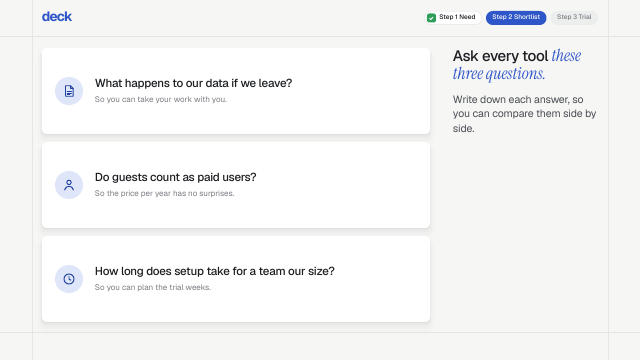 deck
Step 1 Need
Step 2 Shortlist
Step 3 Trial
What happens to our data if we leave?
So you can take your work with you.
Do guests count as paid users?
So the price per year has no surprises.
How long does setup take for a team our size?
So you can plan the trial weeks.
Ask every tool these
three questions.
Write down each answer, so
you can compare them side by
side.